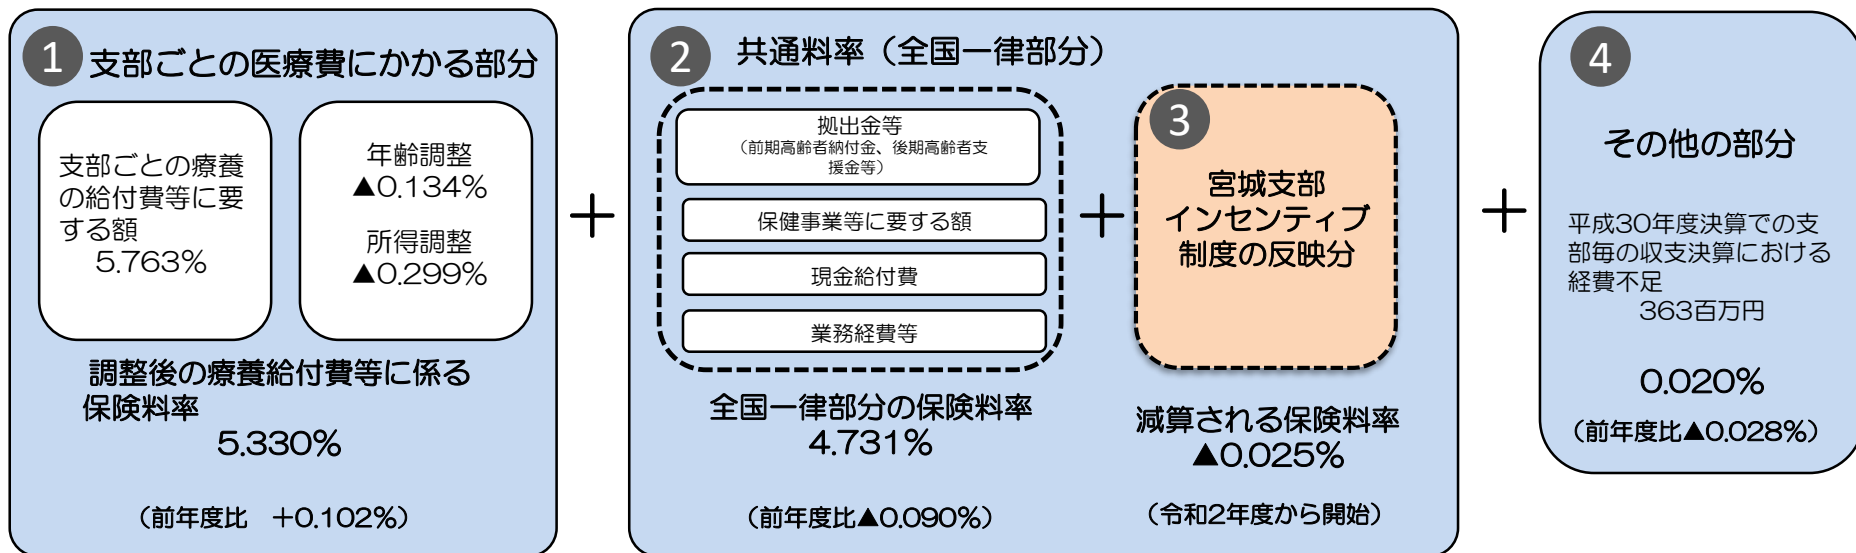 1 支部ごとの医療費にかかる部分
支部ごとの療養
の給付費等に要
する額
5.763%
年齢調整
▲0.134%
所得調整
▲0.299%
調整後の療養給付費等に係る
保険料率
5.330%
（前年度比　+0.102%）
+
2 共通料率（全国一律部分）
拠出金等
（前期高齢者納付金、後期高齢者支
援金等）
保健事業等に要する額
現金給付費
業務経費等
全国一律部分の保険料率
4.731%
（前年度比▲0.090%）
+
3
宮城支部
インセンティブ
制度の反映分
減算される保険料率
▲0.025%
（令和2年度から開始）
+
4
その他の部分
平成30年度決算での支
部毎の収支決算における
経費不足
363百万円
0.020%
（前年度比▲0.028%）